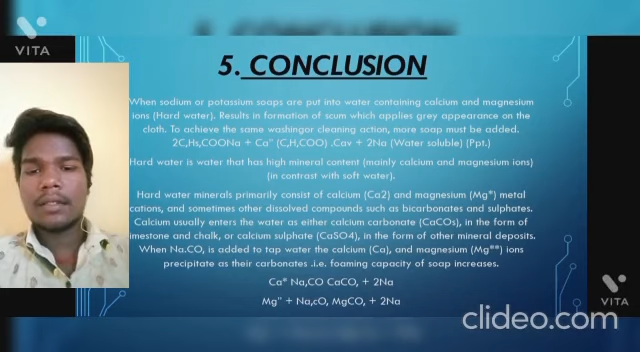 VITA
5. CONCLUSION
When sodium or potassium soaps are put into water containing calcium and magnesium
ions (Hard water). Results in formation of scum which applies grey appearance on the
cloth. To achieve the same washingor cleaning action, more soap must be added.
2C,Hs,COONa + Ca" (C,H,COO) .Cav + 2Na (Water soluble) (Ppt.)
Hard water is water that has high mineral content (mainly calcium and magnesium ions)
(in contrast with soft water).
Hard water minerals primarily consist of calcium (Ca2) and magnesium (Mg*) metal
cations, and sometimes other dissolved compounds such as bicarbonates and sulphates.
Calcium usually enters the water as either calcium carbonate (CaCOs), in the form of
imestone and chalk, or calcium sulphate (CaSO4), in the form of other mineral deposits.
When Na.CO, is added to tap water the calcium (Ca), and magnesium (Mg**) ions
precipitate as their carbonates .i.e. foaming capacity of soap increases.
Ca* Na,CO CaCO, + 2Na
Mg" + Na,cO, MgCO, + 2Na
VITA
clideo.com